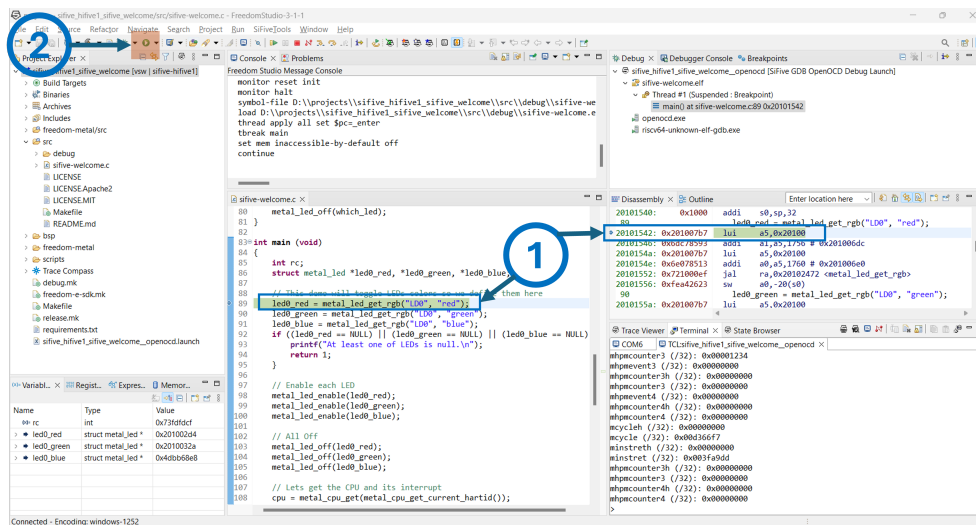 sifive_hifive1_sifive_welcome/src/sifive-welcome.c - FreedomStudio-3-1-1
Edit Source Refactor Navigate Search Project Run SiFiveTools Window Help
2
Project Explorer
sifive_hifive1_sifive_welcome [vsw | sifive-hifive1]
Build Targets
Binaries
Archives
Includes
freedom-metal/src
src
debug
sifive-welcome.c
LICENSE
LICENSE.Apache2
LICENSE.MIT
Makefile
README.md
bsp
freedom-metal
scripts
Trace Compass
debug.mk
freedom-e-sdk.mk
Makefile
release.mk
requirements.txt
sifive_hifive1_sifive_welcome__openocd.launch
Console Problems
Freedom Studio Message Console
monitor reset init
monitor halt
symbol-file D:\\projects\\sifive_hifive1_sifive_welcome\\src\\debug\\sifive-we
load D:\\projects\\sifive_hifive1_sifive_welcome\\src\\debug\\sifive-welcome.e
thread apply all set $pc=_enter
tbreak main
set mem inaccessible-by-default off
continue
Debug Debugger Console Breakpoints
sifive_hifive1_sifive_welcome__openocd [SiFive GDB OpenOCD Debug Launch]
sifive-welcome.elf
Thread #1 (Suspended : Breakpoint)
main() at sifive-welcome.c:89 0x20101542
openocd.exe
riscv64-unknown-elf-gdb.exe
sifive-welcome.c
80 metal_led_off(which_led);
81 }
82
83 int main (void)
84 {
85 int rc;
86 struct metal_led *led0_red, *led0_green, *led0_blue;
87
88 // This demo will toggle LEDs colors so we define them here
led0_red = metal_led_get_rgb("LD0", "red");
90 led0_green = metal_led_get_rgb("LD0", "green");
91 led0_blue = metal_led_get_rgb("LD0", "blue");
92 if ((led0_red == NULL) || (led0_green == NULL) || (led0_blue == NULL)
93 printf("At least one of LEDs is null.\n");
94 return 1;
95 }
96
97 // Enable each LED
98 metal_led_enable(led0_red);
99 metal_led_enable(led0_green);
100 metal_led_enable(led0_blue);
101
102 // All Off
103 metal_led_off(led0_red);
104 metal_led_off(led0_green);
105 metal_led_off(led0_blue);
106
107 // Lets get the CPU and its interrupt
108 cpu = metal_cpu_get(metal_cpu_get_current_hartid());
1
Disassembly Outline Enter location here
20101540: 0x1000 addi s0,sp,32
89 led0_red = metal_led_get_rgb("LD0", "red");
20101542: 0x201007b7 lui a5,0x20100
20101546: 0x6dc78593 addi a1,a5,1756 # 0x201006dc
2010154a: 0x201007b7 lui a5,0x20100
2010154e: 0x6e078513 addi a0,a5,1760 # 0x201006e0
20101552: 0x721000ef jal ra,0x20102472 <metal_led_get_rgb>
20101556: 0xfea42623 sw a0,-20(s0)
90 led0_green = metal_led_get_rgb("LD0", "green");
2010155a: 0x201007b7 lui a5,0x20100
Variabl... Regist... Expres... Memor...
Name Type Value
rc int 0x73fdfdcf
led0_red struct metal_led * 0x201002d4
led0_green struct metal_led * 0x2010032a
led0_blue struct metal_led * 0x4dbb68e8
Trace Viewer Terminal State Browser
COM6 TCL:sifive_hifive1_sifive_welcome__openocd
mhpmcounter3 (/32): 0x00001234
mhpmevent3 (/32): 0x00000000
mhpmcounter3h (/32): 0x00000000
mhpmcounter3 (/32): 0x00000000
mhpmevent4 (/32): 0x00000000
mhpmcounter4h (/32): 0x00000000
mhpmcounter4 (/32): 0x00000000
mcycleh (/32): 0x00000000
mcycle (/32): 0x00d366f7
minstreth (/32): 0x00000000
minstret (/32): 0x003fa9dd
mhpmcounter3h (/32): 0x00000000
mhpmcounter3 (/32): 0x00000000
mhpmcounter4h (/32): 0x00000000
mhpmcounter4 (/32): 0x00000000
>
Connected - Encoding: windows-1252